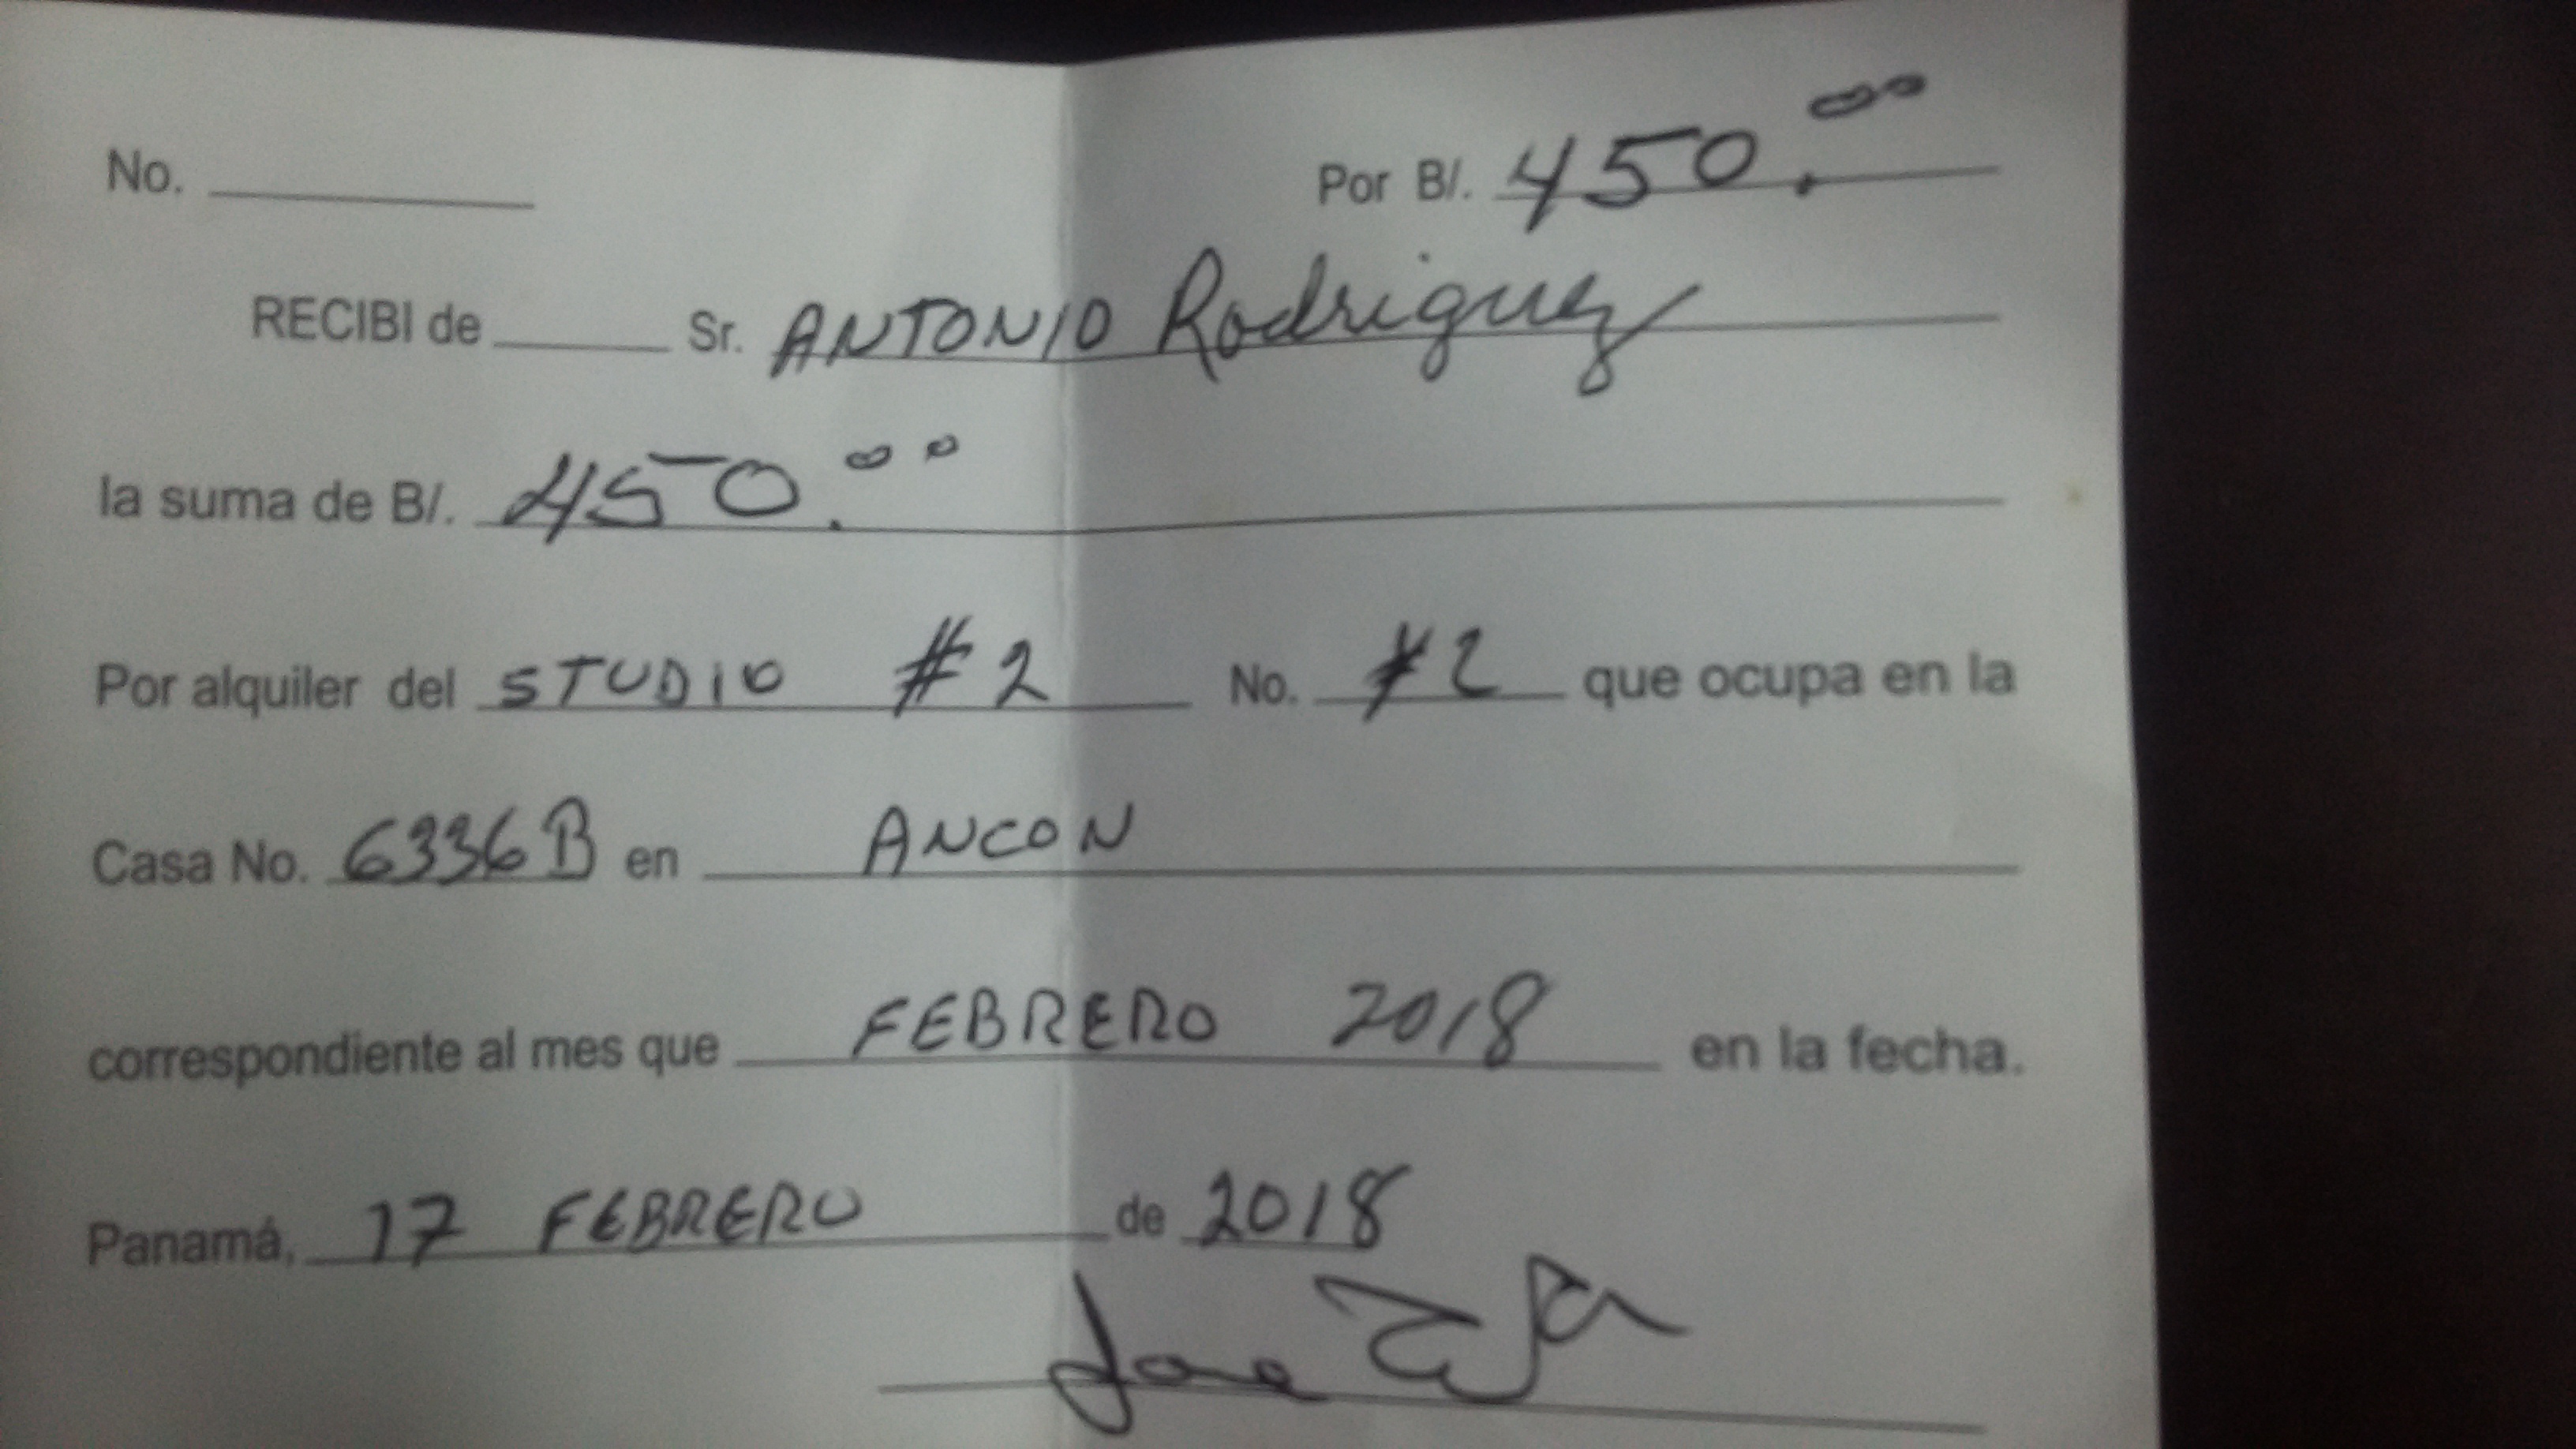 No. Por B/. 450.00
RECIBI de Sr. ANTONIO Rodriguez
la suma de B/. 450.00
Por alquiler del STUDIO #2 No. #2 que ocupa en la
Casa No. 6336B en ANCON
correspondiente al mes que FEBRERO 2018 en la fecha.
Panamá, 17 FEBRERO de 2018